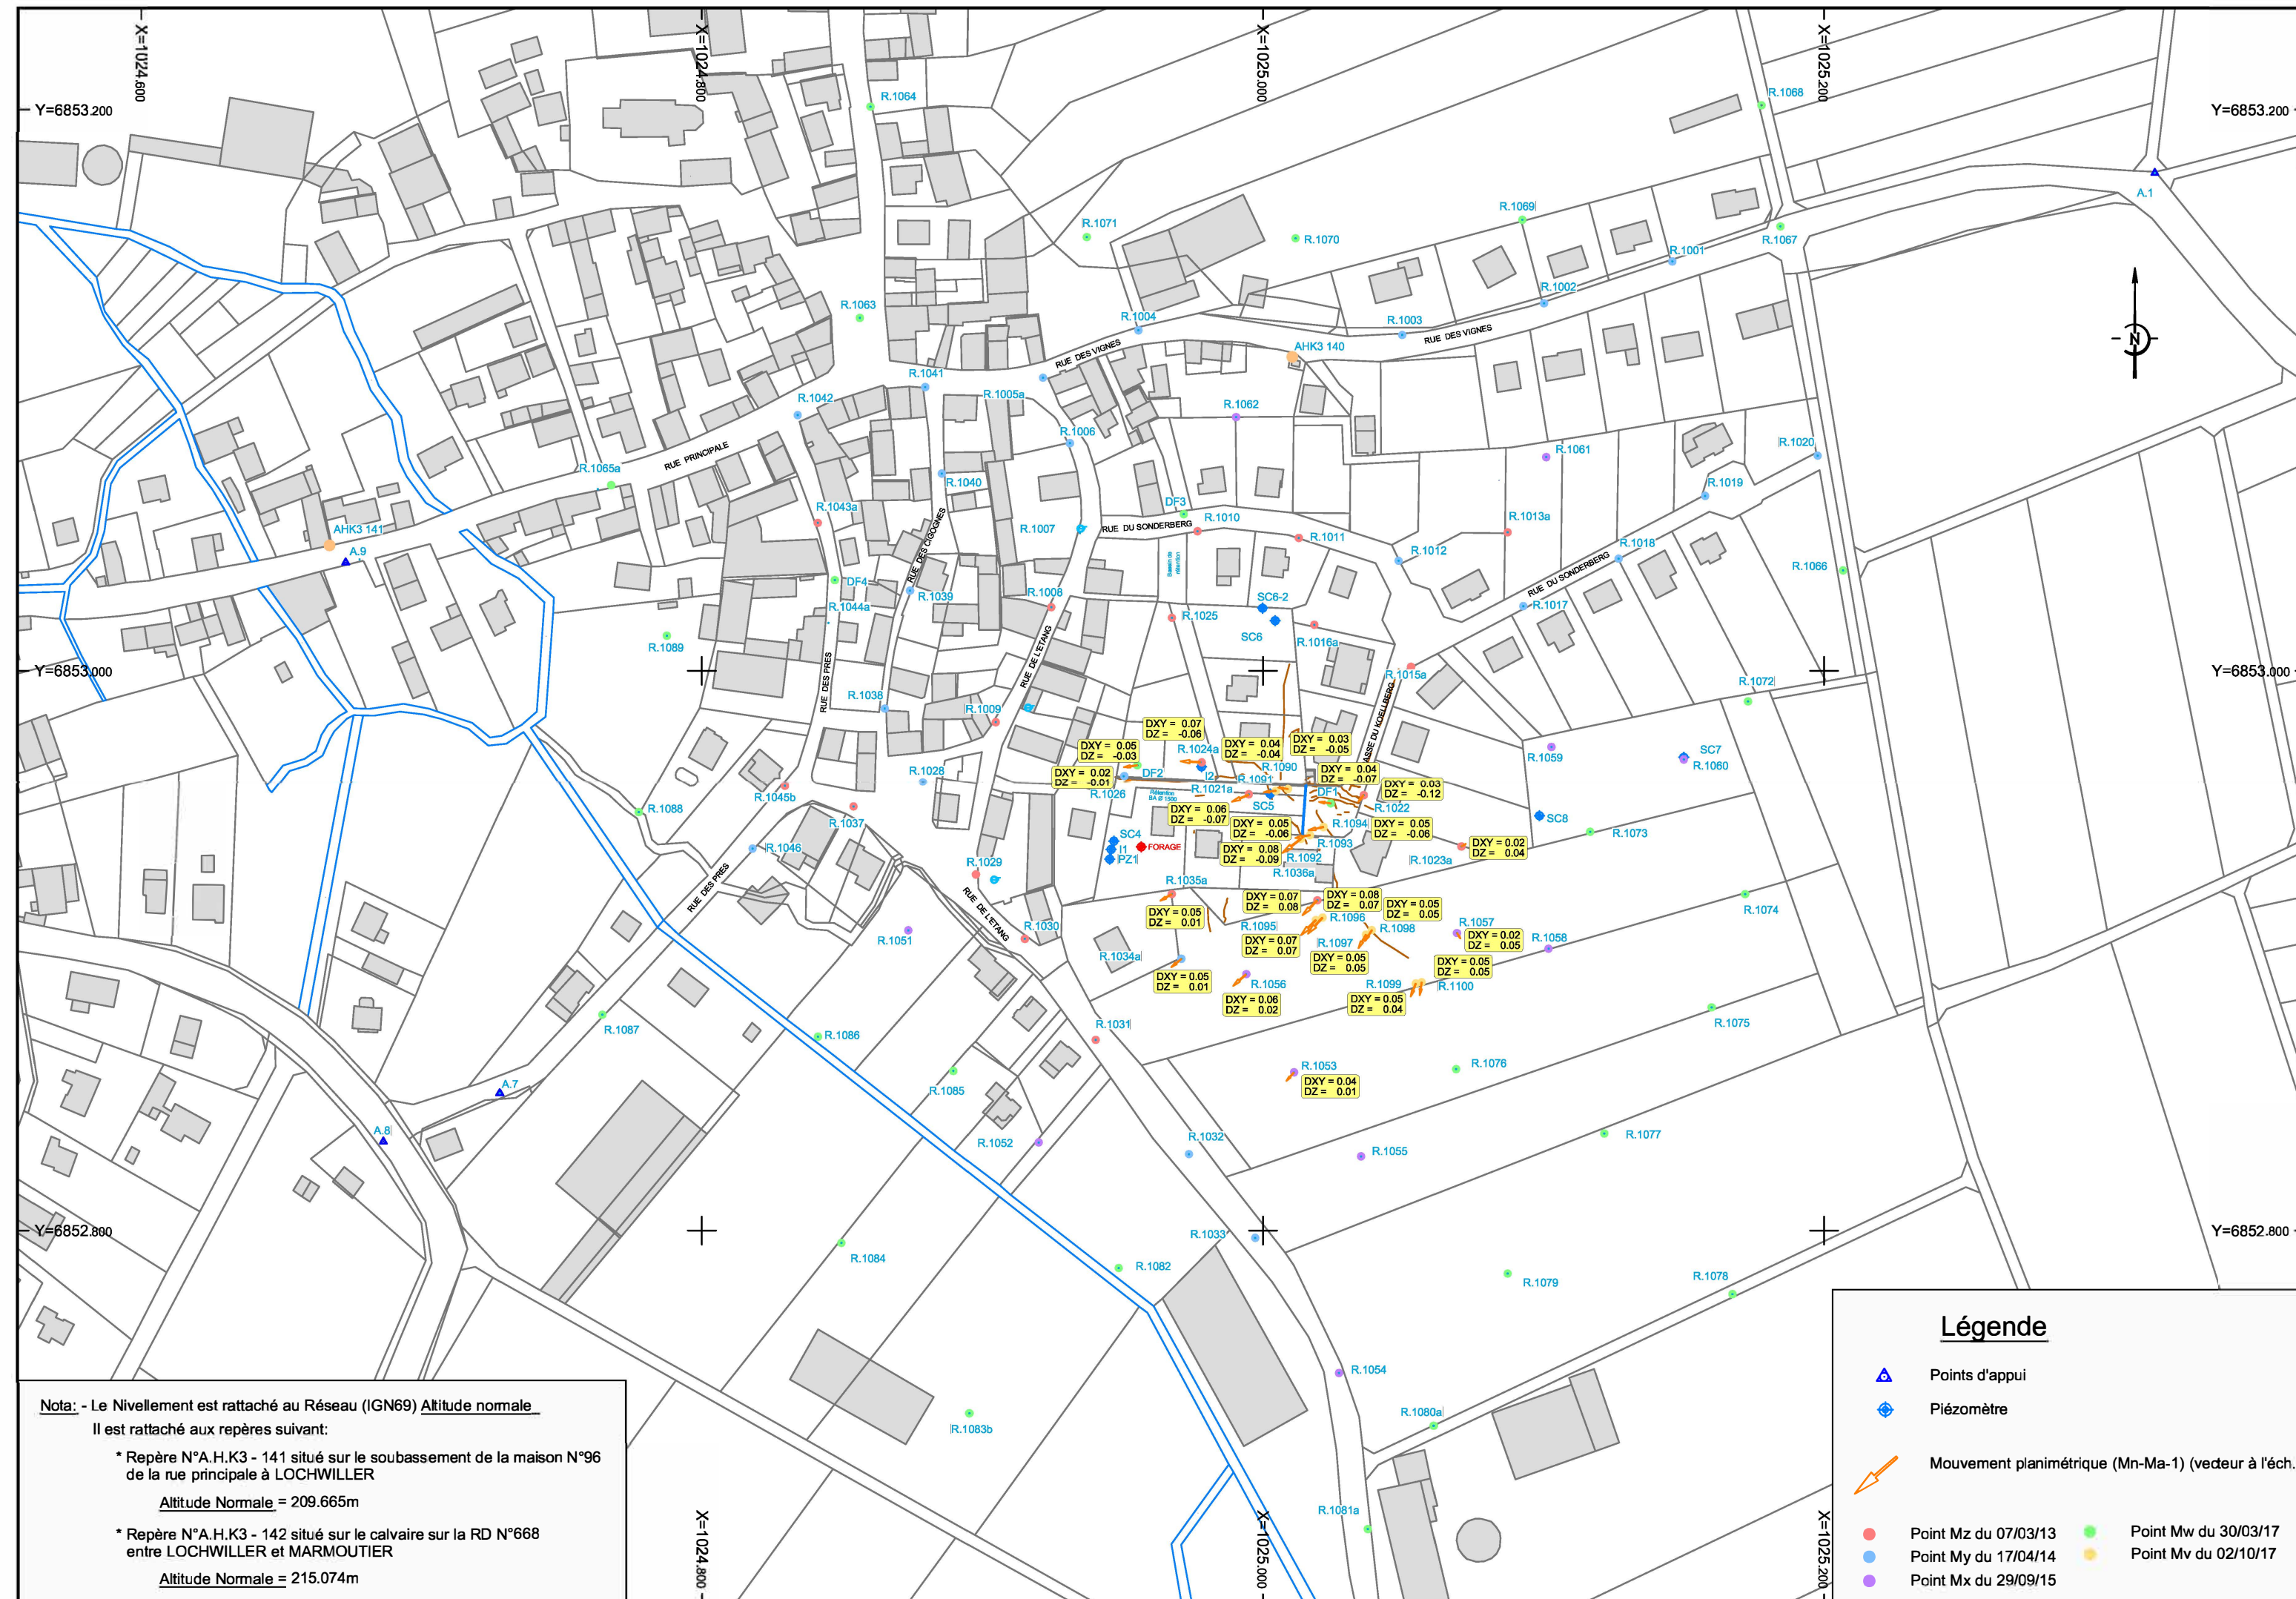 X=1024.600
X=1024.800
X=1025.000
X=1025.200
Y=6853.200
Y=6853.200
R.1064
R.1068
A.1
R.1069
R.1071
R.1070
R.1067
R.1001
R.1002
R.1063
R.1004
R.1003
RUE DES VIGNES
RUE DES VIGNES
AHK3 140
R.1041
R.1005a
R.1042
R.1062
R.1006
R.1020
RUE PRINCIPALE
R.1061
R.1065a
R.1040
R.1019
DF3
R.1043a
R.1010
R.1013a
AHK3 141
R.1007
RUE DU SONDERBERG
R.1011
A.9
RUE DES CIGOGNES
Bassin de
rétention
R.1012
R.1018
R.1066
DF4
RUE DU SONDERBERG
R.1039
R.1044a
R.1008
SC6-2
R.1017
R.1025
SC6
R.1016a
R.1089
RUE DE L'ETANG
Y=6853.000
Y=6853.000
R.1015a
RUE DES PRES
R.1038
R.1072
R.1009
ASSE DU KOELLBERG
DXY = 0.07
DZ = -0.06
DXY = 0.05
DZ = -0.03
R.1024a
DXY = 0.04
DZ = -0.04
DXY = 0.03
DZ = -0.05
R.1059
SC7
R.1060
DXY = 0.02
DZ = -0.01
DF2
I2
R.1090
DXY = 0.04
DZ = -0.07
R.1028
R.1026
Rétention
BA Ø 1500
R.1021a
R.1091
.12
DXY = 0.03
DZ = -0.12
R.1045b
R.1088
SC5
DF1
R.1022
DXY = 0.06
DZ = -0.07
R.1037
SC8
DXY = 0.05
DZ = -0.06
R.1094
DXY = 0.05
DZ = -0.06
R.1073
SC4
I1
PZ1
FORAGE
R.1093
DXY = 0.02
DZ = 0.04
R.1046
DXY = 0.08
DZ = -0.09
R.1092
R.1023a
R.1029
R.1036a
R.1035a
RUE DES PRES
RUE DE L'ETANG
DXY = 0.07
DZ = 0.08
DXY = 0.08
DZ = 0.07
DXY = 0.05
DZ = 0.05
R.1074
DXY = 0.05
DZ = 0.01
R.1095
R.1096
R.1057
R.1030
R.1051
R.1098
DXY = 0.02
DZ = 0.05
R.1058
DXY = 0.07
DZ = 0.07
R.1097
R.1034a
DXY = 0.05
DZ = 0.05
DXY = 0.05
DZ = 0.05
DXY = 0.05
DZ = 0.01
R.1056
R.1099
R.1100
DXY = 0.06
DZ = 0.02
DXY = 0.05
DZ = 0.04
R.1087
R.1031
R.1075
R.1086
R.1053
R.1076
A.7
R.1085
DXY = 0.04
DZ = 0.01
A.8
R.1052
R.1032
R.1077
R.1055
Y=6852.800
Y=6852.800
R.1033
R.1084
R.1082
R.1079
R.1078
R.1054
R.1080a
R.1083b
R.1081a
X=1024.800
X=1025.000
X=1025.200
Nota: - Le Nivellement est rattaché au Réseau (IGN69) Altitude normale
Il est rattaché aux repères suivant:
* Repère N°A.H.K3 - 141 situé sur le soubassement de la maison N°96
de la rue principale à LOCHWILLER
Altitude Normale = 209.665m
* Repère N°A.H.K3 - 142 situé sur le calvaire sur la RD N°668
entre LOCHWILLER et MARMOUTIER
Altitude Normale = 215.074m
N
Légende
Points d'appui
Piézomètre
Mouvement planimétrique (Mn-Ma-1) (vecteur à l'éch.
Point Mz du 07/03/13
Point My du 17/04/14
Point Mx du 29/09/15
Point Mw du 30/03/17
Point Mv du 02/10/17